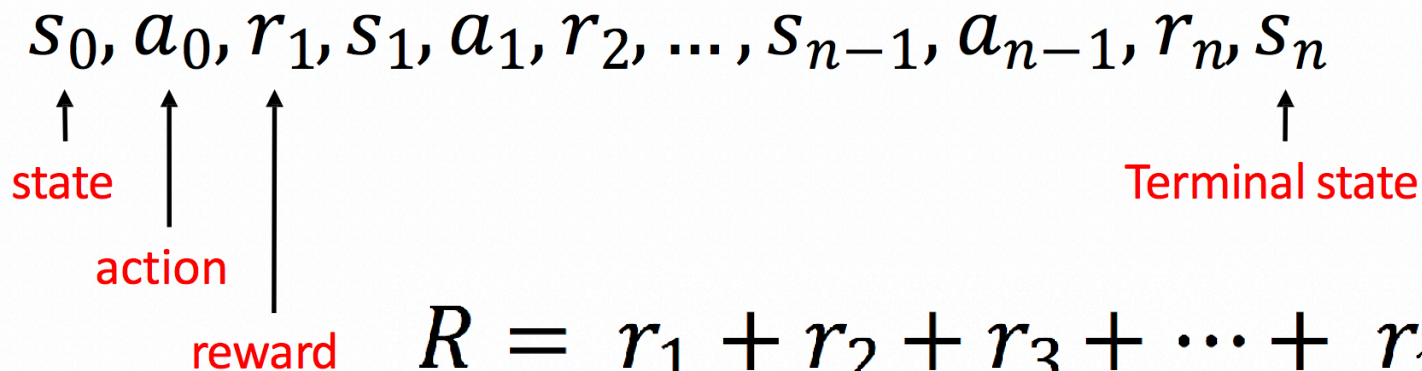 s₀, a₀, r₁, s₁, a₁, r₂, … , sₙ₋₁, aₙ₋₁, rₙ, sₙ
state
Terminal state
action
reward
R = r₁ + r₂ + r₃ + ⋯ +